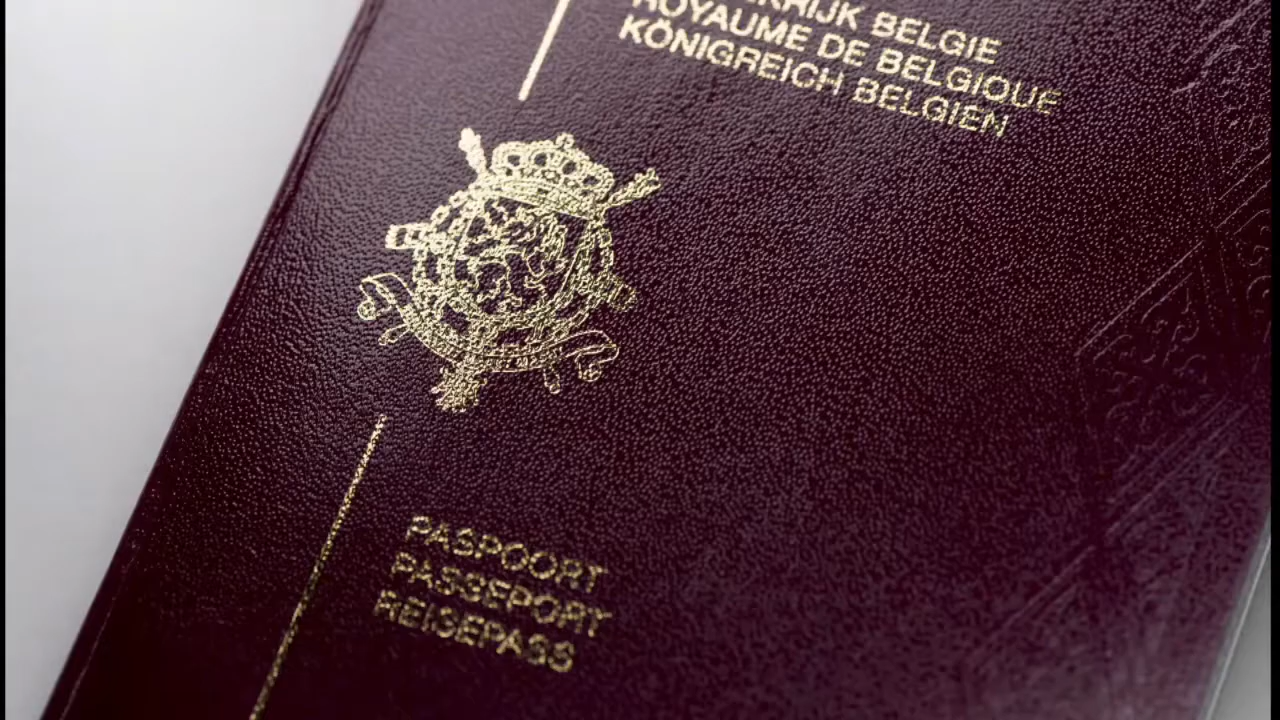 BELGIE
ROYAUME DE BELGIQUE
KÖNIGREICH BELGIEN
PASPOORT
PASSEPORT
REISEPASS